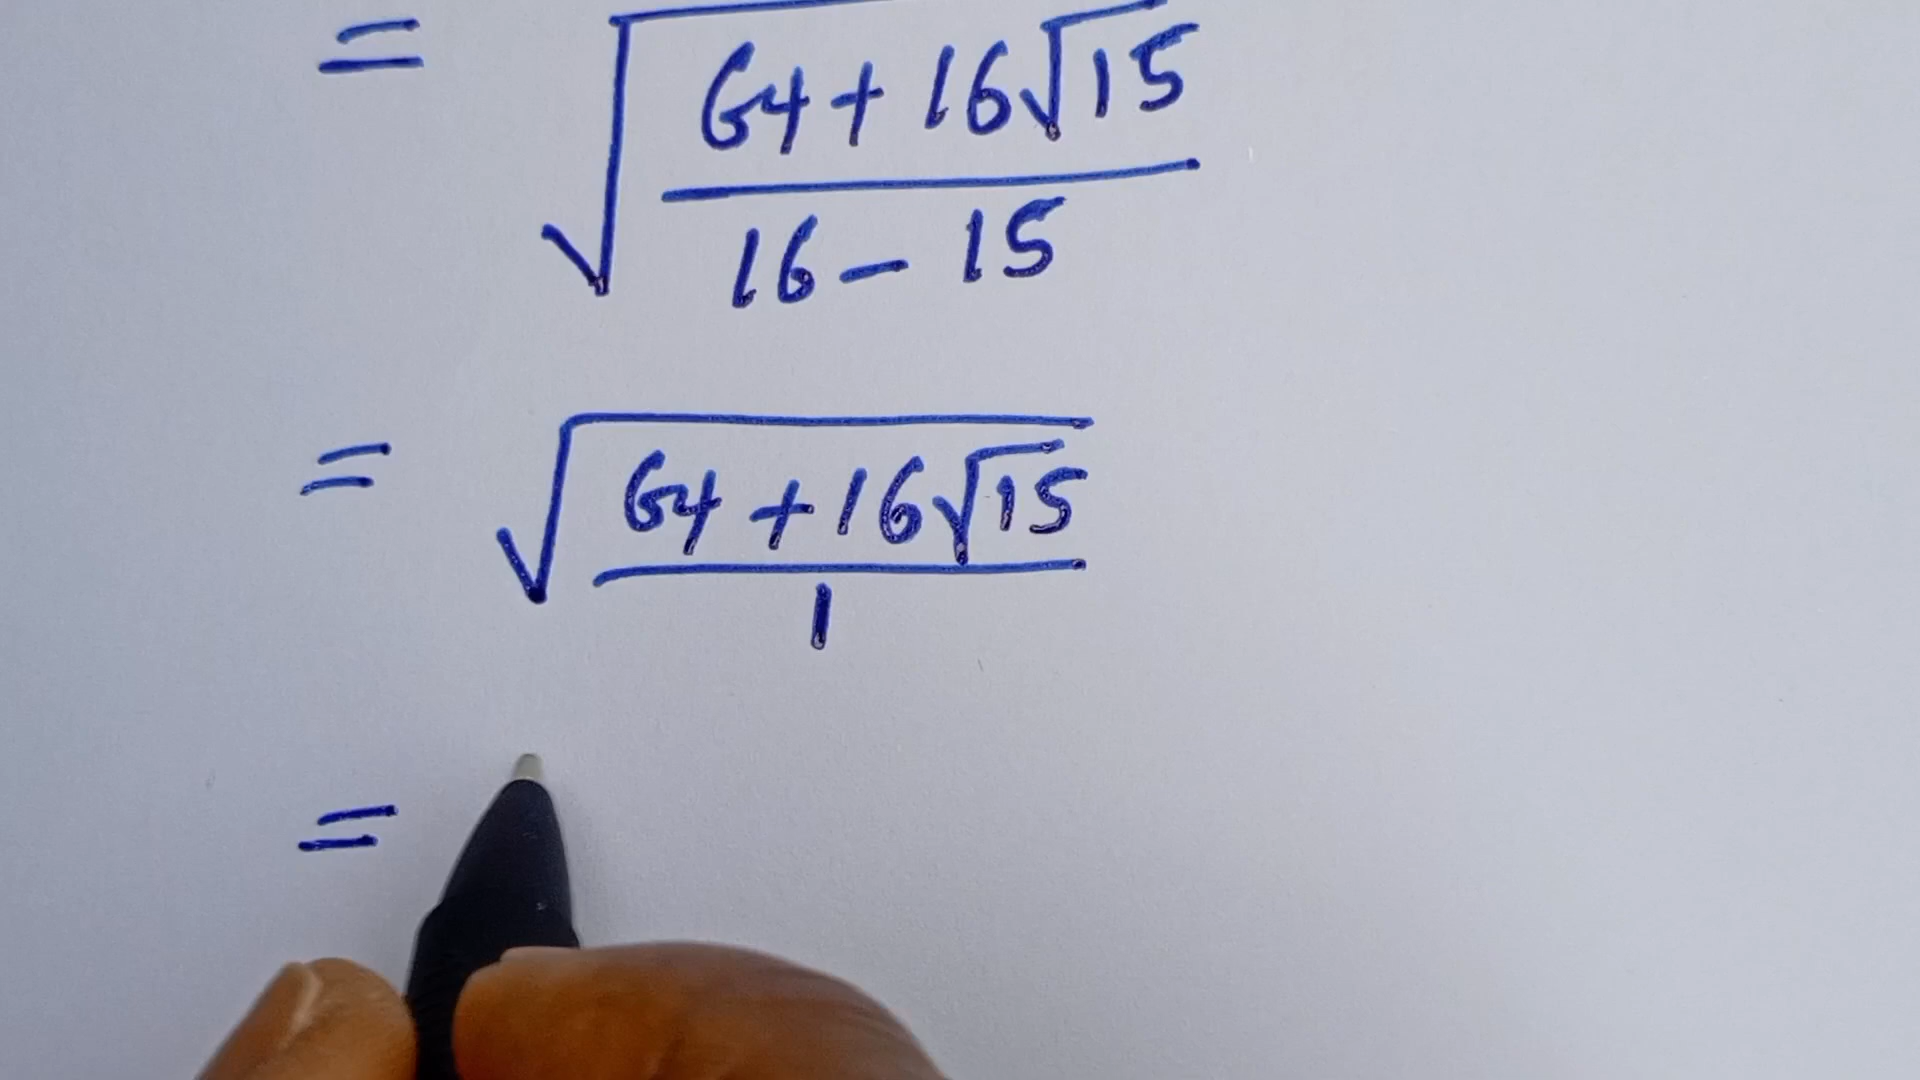 = √(64 + 16√15)/(16 - 15)
= √(64 + 16√15)/1
=